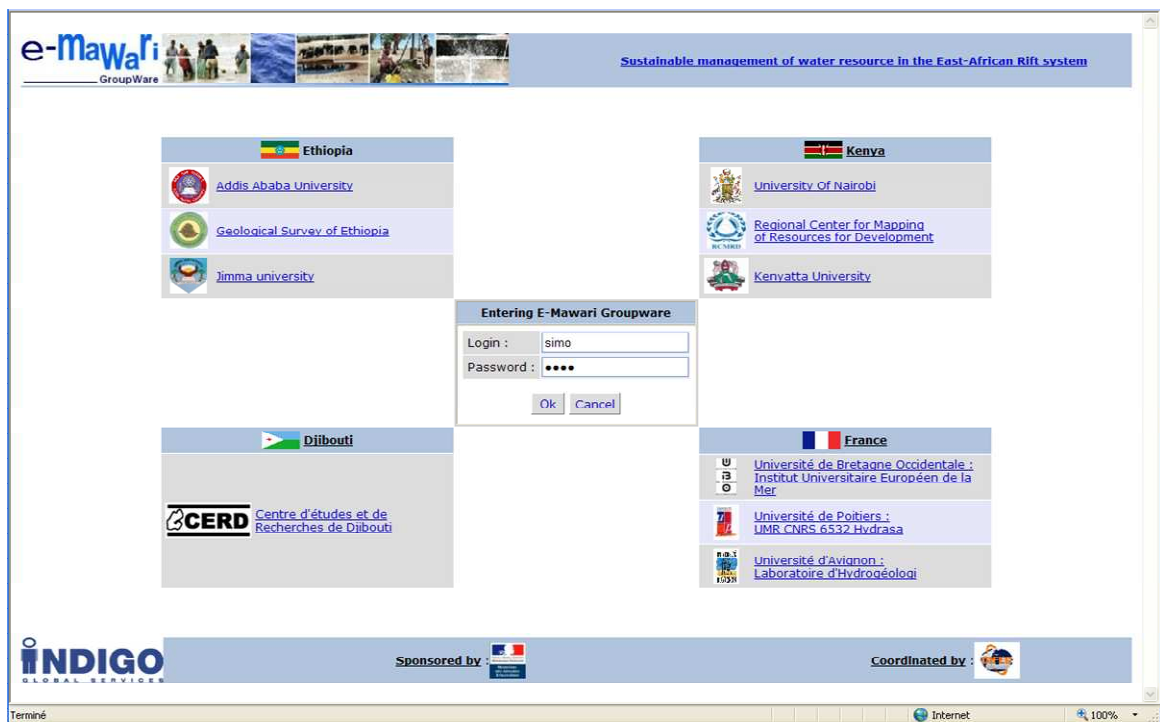 e-Mawari
GroupWare
Sustainable management of water resource in the East-African Rift system
Ethiopia
Addis Ababa University
Geological Survey of Ethiopia
Jimma university
Kenya
University Of Nairobi
RCMRD
Regional Center for Mapping
of Resources for Development
Kenyatta University
Entering E-Mawari Groupware
Login :
simo
Password :
••••
Ok
Cancel
Djibouti
CERD
Centre d'études et de
Recherches de Djibouti
France
UBO
Université de Bretagne Occidentale :
Institut Universitaire Européen de la
Mer
Université de Poitiers :
UMR CNRS 6532 Hydrasa
Université d'Avignon :
Laboratoire d'Hydrogéologi
INDIGO
GLOBAL SERVICES
Sponsored by :
Coordinated by :
Terminé
Internet
100%